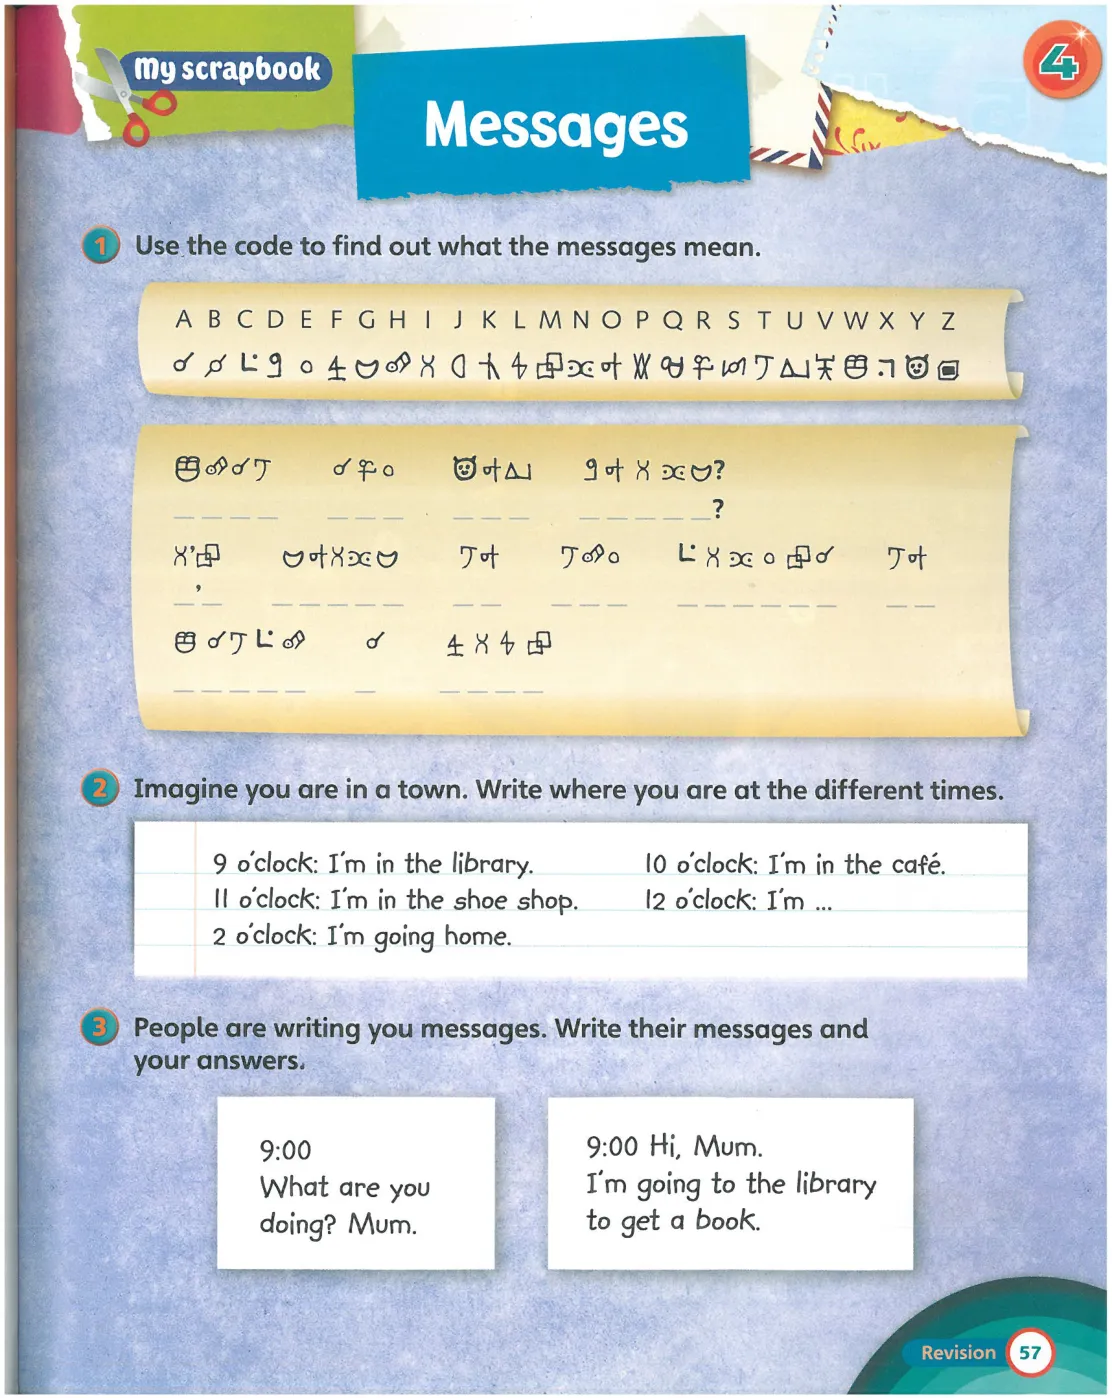 My scrapbook
Messages
4
1 Use the code to find out what the messages mean.
A B C D E F G H I J K L M N O P Q R S T U V W X Y Z
?
_ _ _ _ _ _ _ _ _ _ _ _ _ _ _?
’
,
2 Imagine you are in a town. Write where you are at the different times.
9 o'clock: I'm in the library. 10 o'clock: I'm in the café.
11 o'clock: I'm in the shoe shop. 12 o'clock: I'm ...
2 o'clock: I'm going home.
3 People are writing you messages. Write their messages and
your answers.
9:00
What are you
doing? Mum.
9:00 Hi, Mum.
I'm going to the library
to get a book.
Revision 57